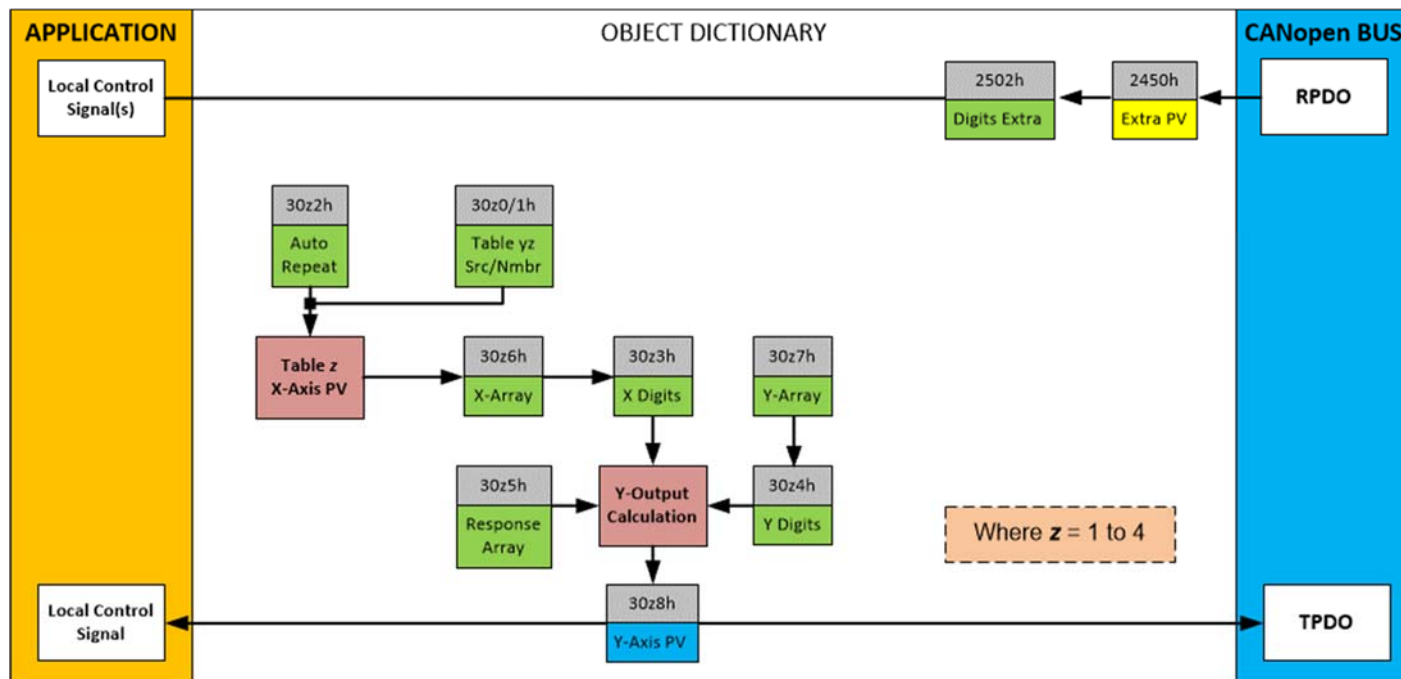 APPLICATION
OBJECT DICTIONARY
CANopen BUS
Local Control
Signal(s)
2502h
Digits Extra
2450h
Extra PV
RPDO
30z2h
Auto
Repeat
30z0/1h
Table yz
Src/Nmbr
Table z
X-Axis PV
30z6h
X-Array
30z3h
X Digits
30z7h
Y-Array
30z5h
Response
Array
Y-Output
Calculation
30z4h
Y Digits
Where z = 1 to 4
Local Control
Signal
30z8h
Y-Axis PV
TPDO